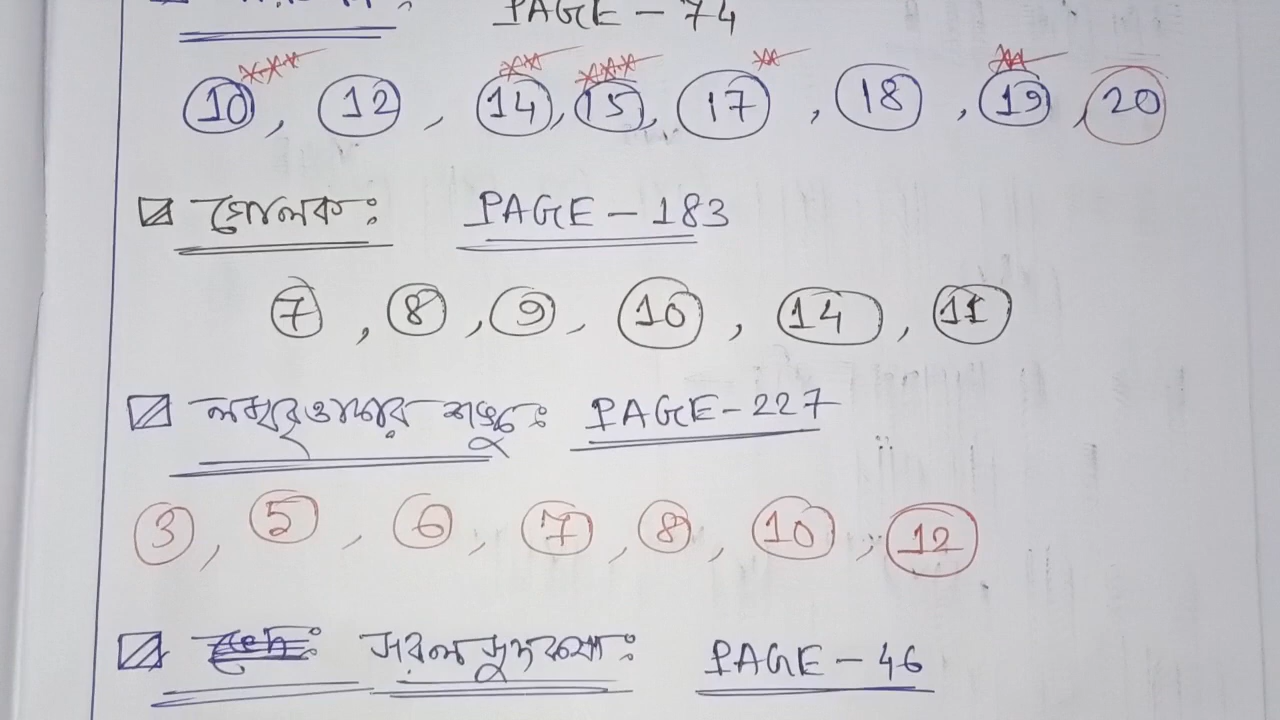 PAGE - 74
10, 12, 14, 15, 17, 18, 19, 20
গোলক: PAGE - 183
7, 8, 9, 10, 14, 11
লম্ববৃত্তাকার শঙ্কু: PAGE - 227
3, 5, 6, 7, 8, 10, 12
সরল সুদকষা: PAGE - 46